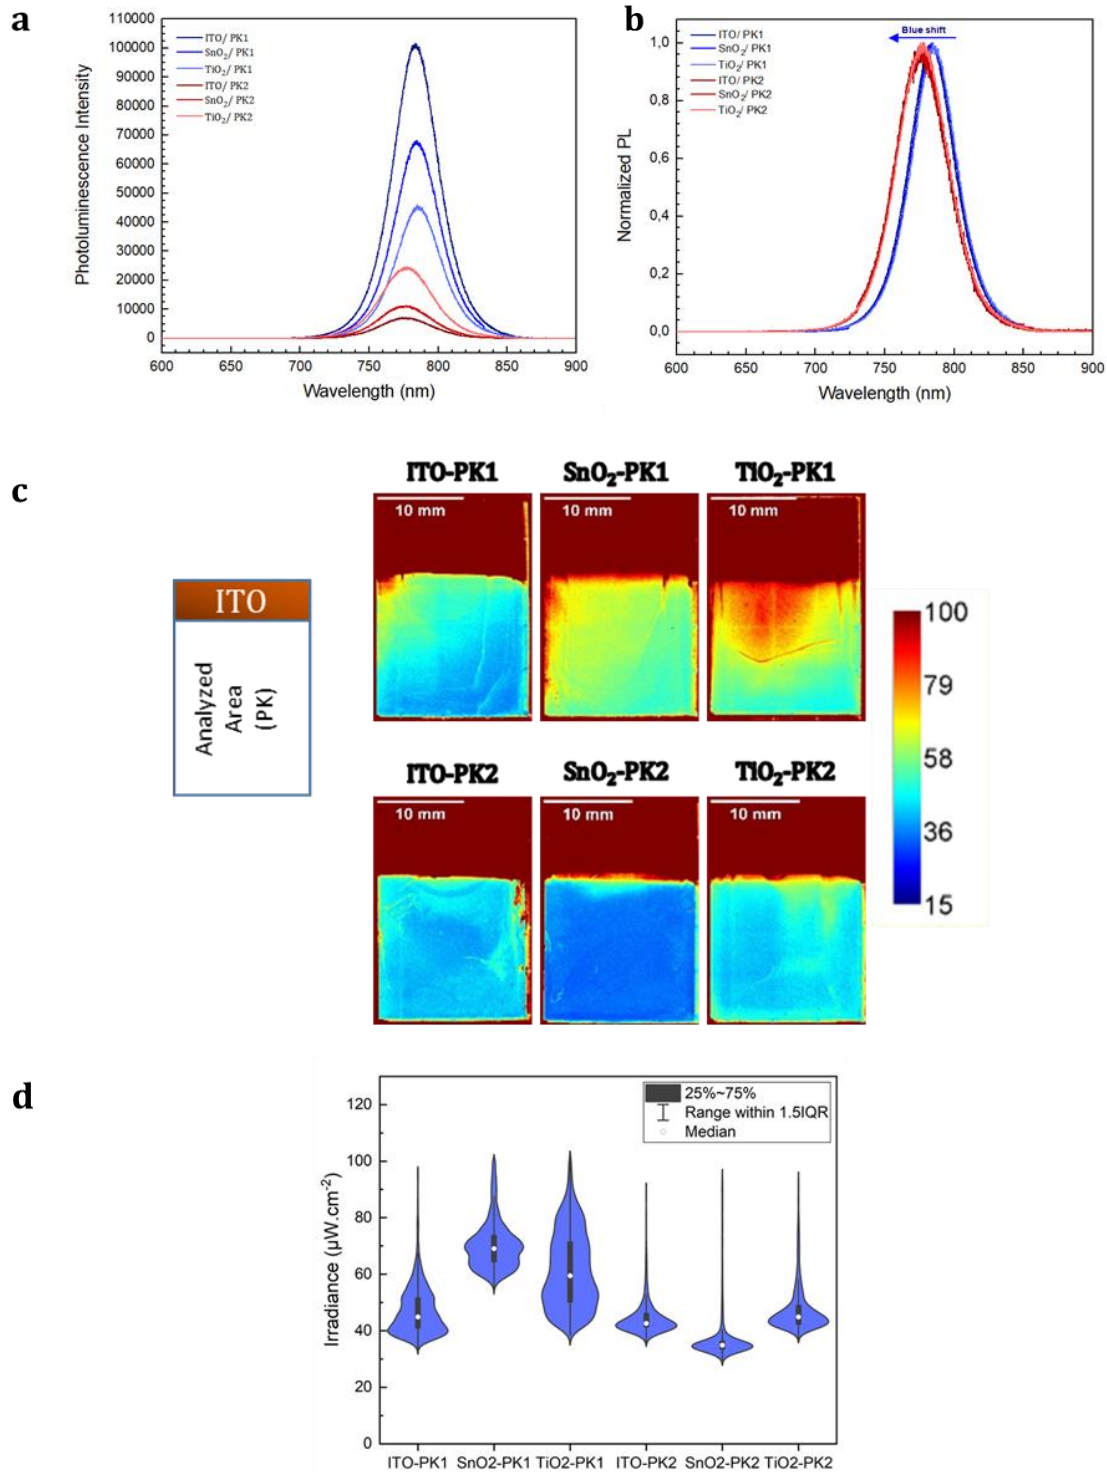 a
110000
100000
90000
80000
70000
60000
50000
40000
30000
20000
10000
0
Photoluminescence Intensity
ITO/ PK1
SnO₂/ PK1
TiO₂/ PK1
ITO/ PK2
SnO₂/ PK2
TiO₂/ PK2
600 650 700 750 800 850 900
Wavelength (nm)
b
Blue shift
1,0
0,8
0,6
0,4
0,2
0,0
Normalized PL
ITO/ PK1
SnO₂/ PK1
TiO₂/ PK1
ITO/ PK2
SnO₂/ PK2
TiO₂/ PK2
600 650 700 750 800 850 900
Wavelength (nm)
c
ITO
Analyzed
Area
(PK)
ITO-PK1 SnO₂-PK1 TiO₂-PK1
10 mm 10 mm 10 mm
ITO-PK2 SnO₂-PK2 TiO₂-PK2
10 mm 10 mm 10 mm
100
79
58
36
15
d
25%~75%
Range within 1.5IQR
Median
120
100
80
60
40
20
0
Irradiance (µW.cm⁻²)
ITO-PK1 SnO2-PK1 TiO2-PK1 ITO-PK2 SnO2-PK2 TiO2-PK2